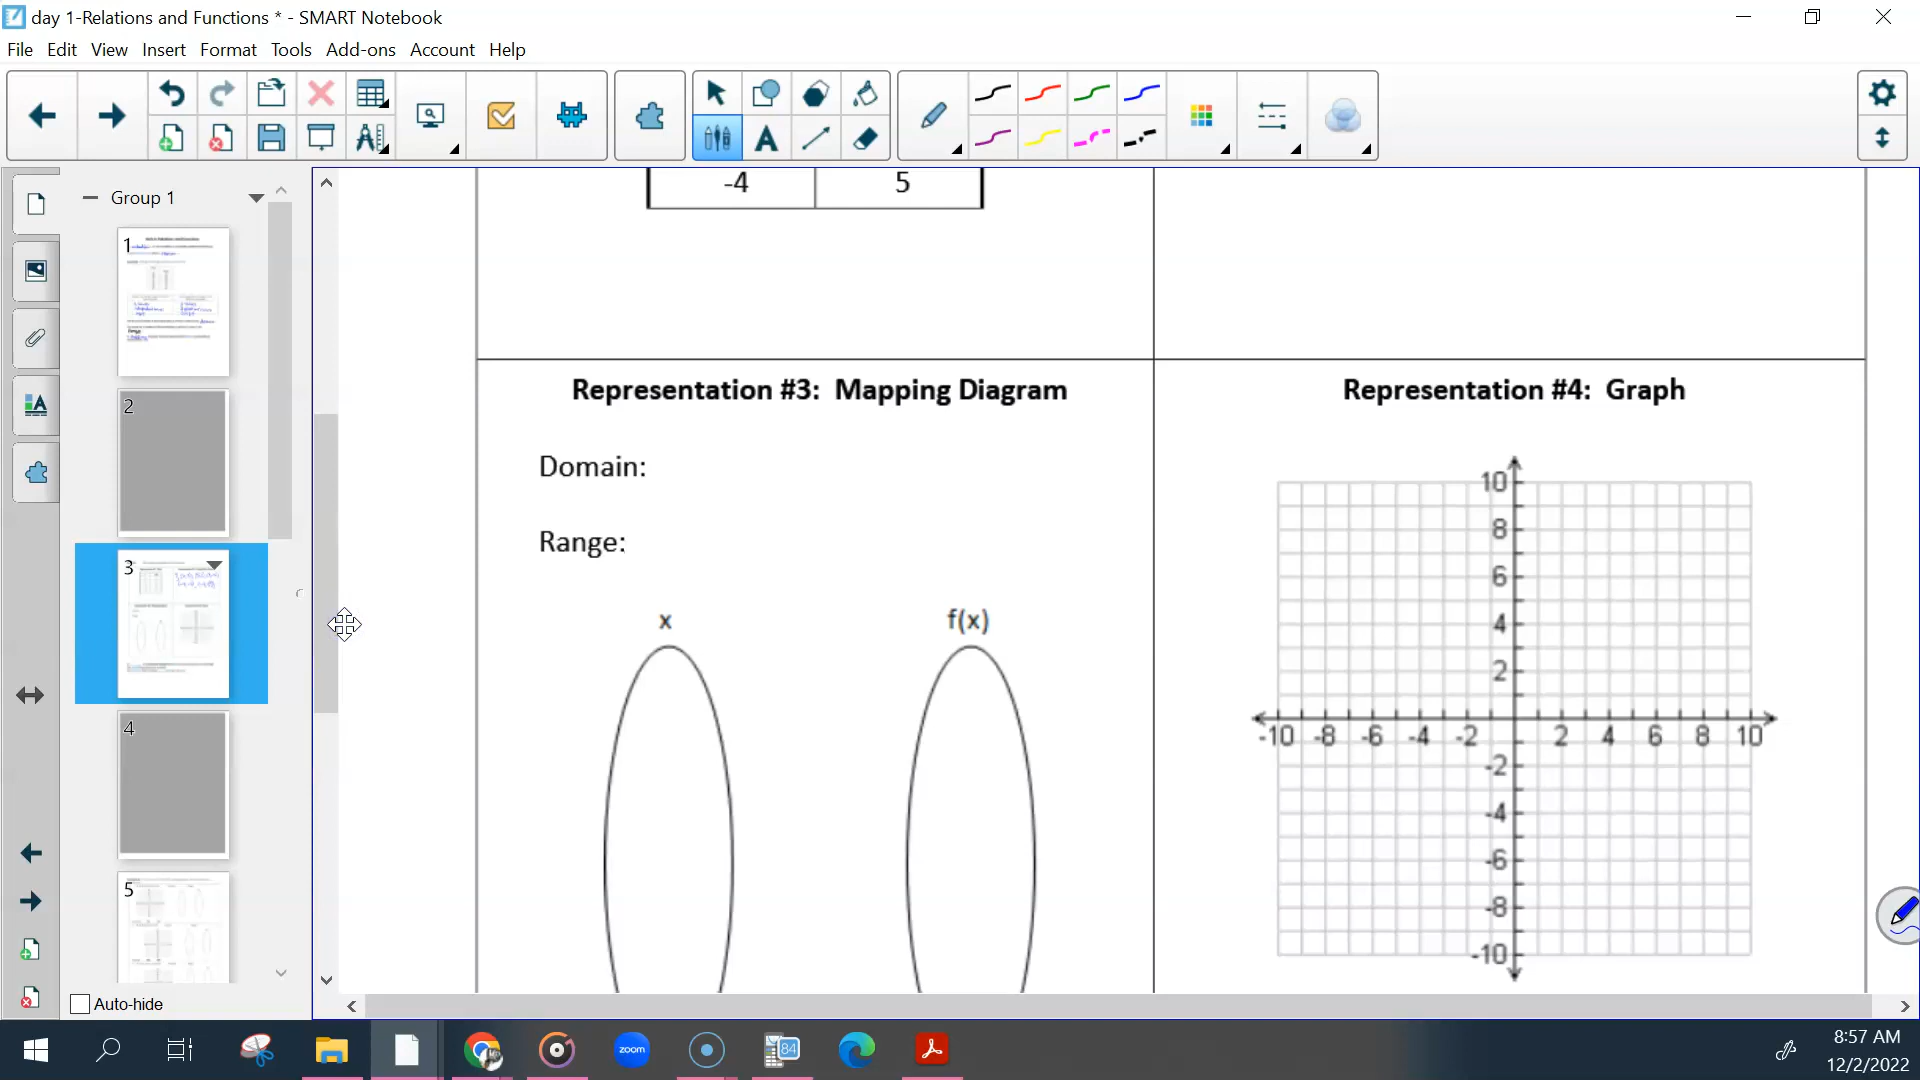 day 1-Relations and Functions * - SMART Notebook
File Edit View Insert Format Tools Add-ons Account Help
Group 1
1
2
3
4
5
Auto-hide
-4 5
Representation #3: Mapping Diagram
Domain:
Range:
x f(x)
Representation #4: Graph
10
8
6
4
2
-10 -8 -6 -4 -2 2 4 6 8 10
-2
-4
-6
-8
-10
zoom
84
8:57 AM
12/2/2022